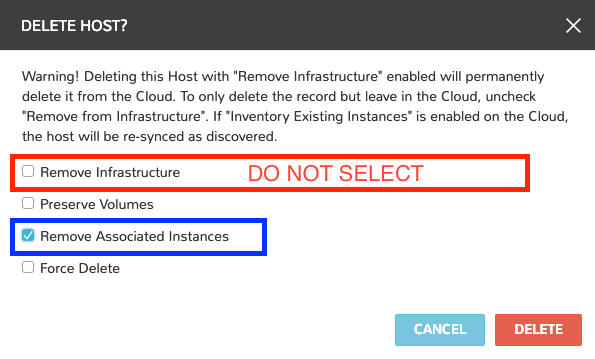 DELETE HOST?
Warning! Deleting this Host with "Remove Infrastructure" enabled will permanently
delete it from the Cloud. To only delete the record but leave in the Cloud, uncheck
"Remove from Infrastructure". If "Inventory Existing Instances" is enabled on the Cloud,
the host will be re-synced as discovered.
Remove Infrastructure DO NOT SELECT
Preserve Volumes
Remove Associated Instances
Force Delete
CANCEL DELETE